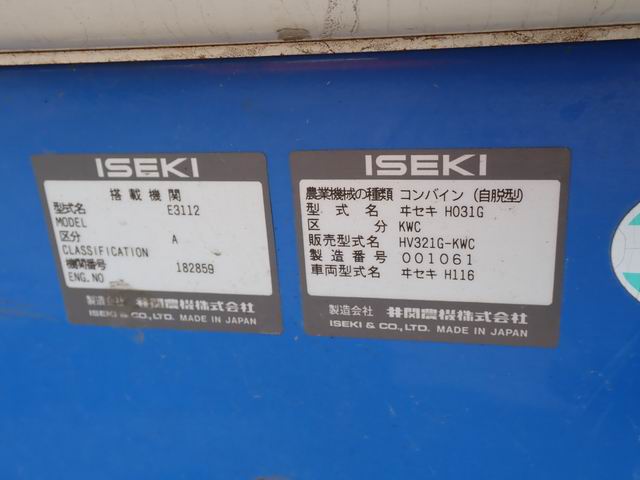 ISEKI
搭載機関
型式名 E3112
MODEL
区分 A
CLASSIFICATION
機関番号 182859
ENG.NO
製造会社 井関農機株式会社
ISEKI & CO.,LTD. MADE IN JAPAN
ISEKI
農業機械の種類 コンバイン (自脱型)
型式名 ヰセキ HO31G
区分 KWC
販売型式名 HV321G-KWC
製造番号 001061
車両型式名 ヰセキ H116
製造会社 井関農機株式会社
ISEKI & CO.,LTD. MADE IN JAPAN